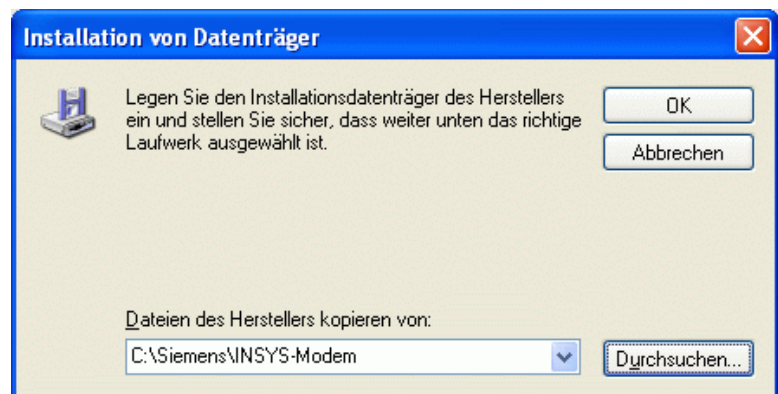 Installation von Datenträger
Legen Sie den Installationsdatenträger des Herstellers
ein und stellen Sie sicher, dass weiter unten das richtige
Laufwerk ausgewählt ist.
OK
Abbrechen
Dateien des Herstellers kopieren von:
C:\Siemens\INSYS-Modem
Durchsuchen...